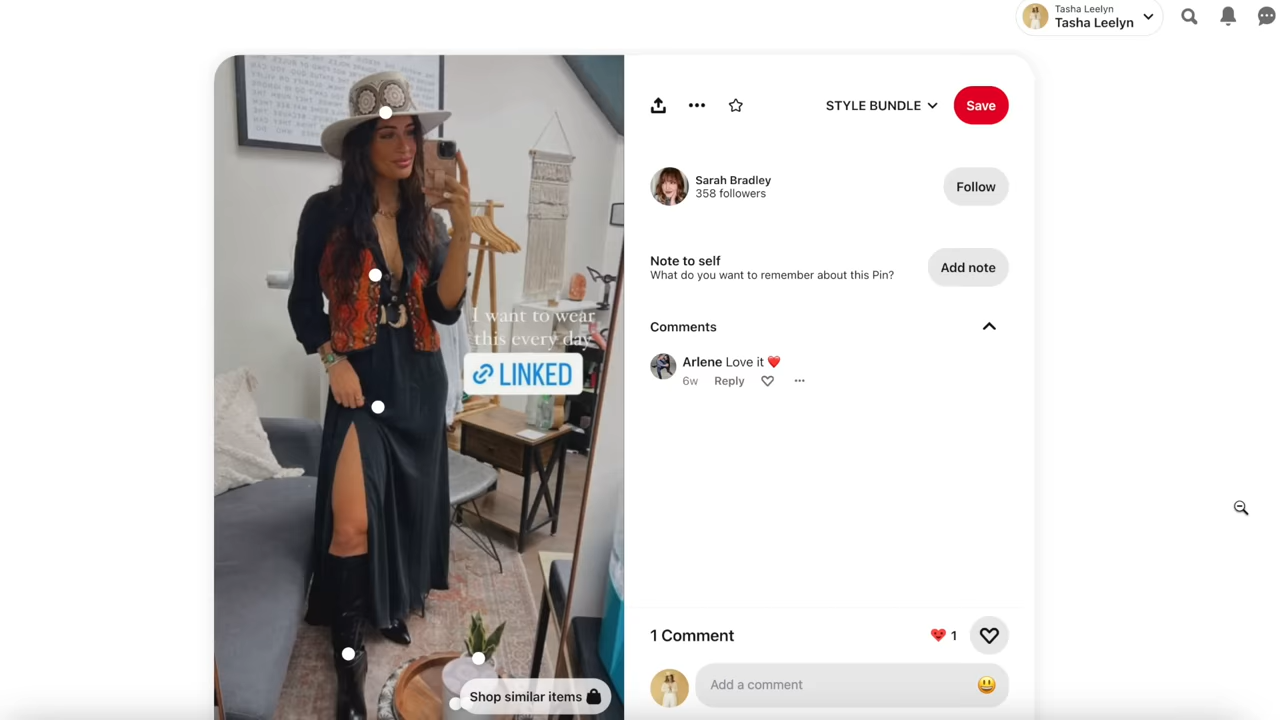 Tasha Leelyn
Tasha Leelyn
STYLE BUNDLE
Save
Sarah Bradley
358 followers
Follow
Note to self
What do you want to remember about this Pin?
Add note
Comments
Arlene Love it ❤️
6w Reply
I want to wear
this every day
LINKED
Shop similar items
1 Comment
1
Add a comment